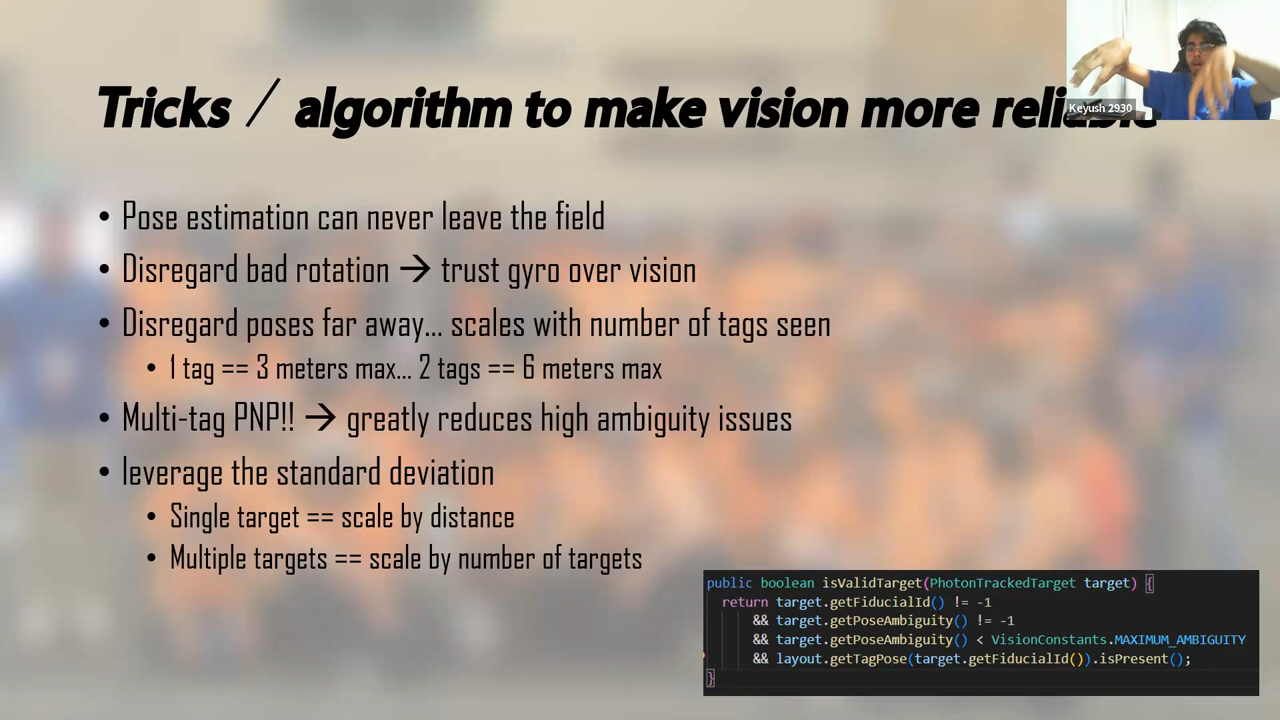 Tricks / algorithm to make vision more reliable
Keyush 2930
• Pose estimation can never leave the field
• Disregard bad rotation → trust gyro over vision
• Disregard poses far away... scales with number of tags seen
• 1 tag == 3 meters max... 2 tags == 6 meters max
• Multi-tag PNP!! → greatly reduces high ambiguity issues
• leverage the standard deviation
• Single target == scale by distance
• Multiple targets == scale by number of targets
public boolean isValidTarget(PhotonTrackedTarget target) {
return target.getFiducialId() != -1
&& target.getPoseAmbiguity() != -1
&& target.getPoseAmbiguity() < VisionConstants.MAXIMUM_AMBIGUITY
&& layout.getTagPose(target.getFiducialId()).isPresent();
}